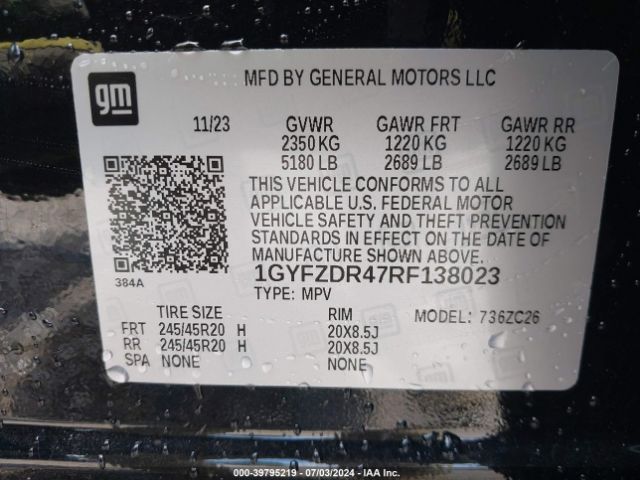 gm
MFD BY GENERAL MOTORS LLC
11/23 GVWR GAWR FRT GAWR RR
2350 KG 1220 KG 1220 KG
5180 LB 2689 LB 2689 LB
THIS VEHICLE CONFORMS TO ALL
APPLICABLE U.S. FEDERAL MOTOR
VEHICLE SAFETY AND THEFT PREVENTION
STANDARDS IN EFFECT ON THE DATE OF
MANUFACTURE SHOWN ABOVE.
384A
1GYFZDR47RF138023
TYPE: MPV
TIRE SIZE RIM MODEL: 736ZC26
FRT 245/45R20 H 20X8.5J
RR 245/45R20 H 20X8.5J
SPA NONE NONE
000-39795219 - 07/03/2024 - IAA Inc.